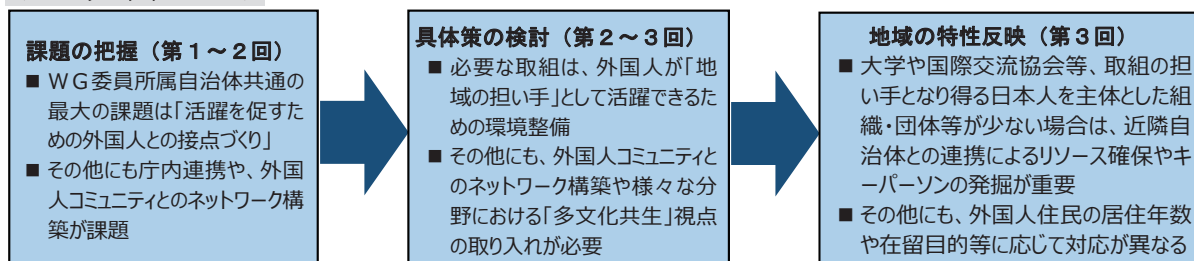 課題の把握（第１～２回）
■ ＷＧ委員所属自治体共通の
最大の課題は「活躍を促すた
めの外国人との接点づくり」
■ その他にも庁内連携や、外国
人コミュニティとのネットワーク構
築が課題
具体策の検討（第２～３回）
■ 必要な取組は、外国人が「地
域の担い手」として活躍できるた
めの環境整備
■ その他にも、外国人コミュニティと
のネットワーク構築や様々な分
野における「多文化共生」視点
の取り入れが必要
地域の特性反映（第３回）
■ 大学や国際交流協会等、取組の担
い手となり得る日本人を主体とした組
織・団体等が少ない場合は、近隣自
治体との連携によるリソース確保やキ
ーパーソンの発掘が重要
■ その他にも、外国人住民の居住年数
や在留目的等に応じて対応が異なる